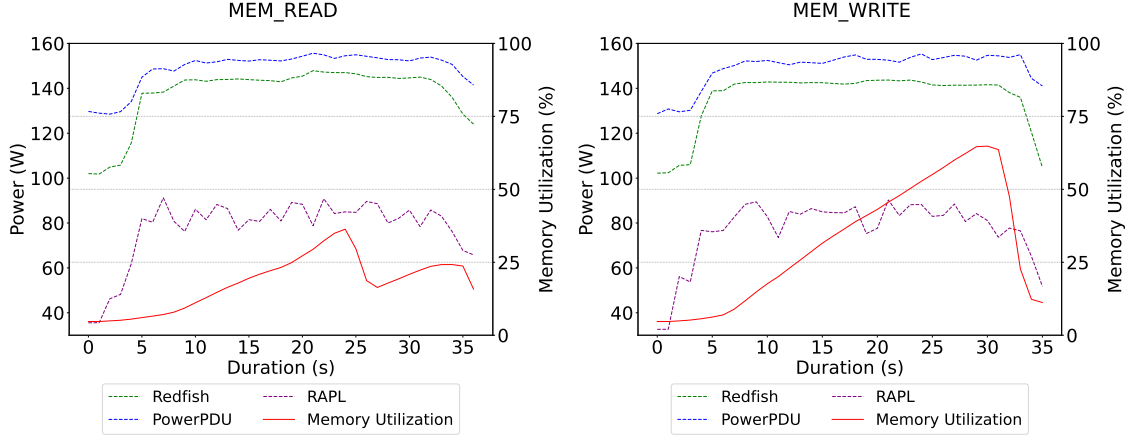 MEM_READ
160
140
120
100
80
60
40
Power (W)
100
75
50
25
0
Memory Utilization (%)
0 5 10 15 20 25 30 35
Duration (s)
Redfish
PowerPDU
RAPL
Memory Utilization
MEM_WRITE
160
140
120
100
80
60
40
Power (W)
100
75
50
25
0
Memory Utilization (%)
0 5 10 15 20 25 30 35
Duration (s)
Redfish
PowerPDU
RAPL
Memory Utilization